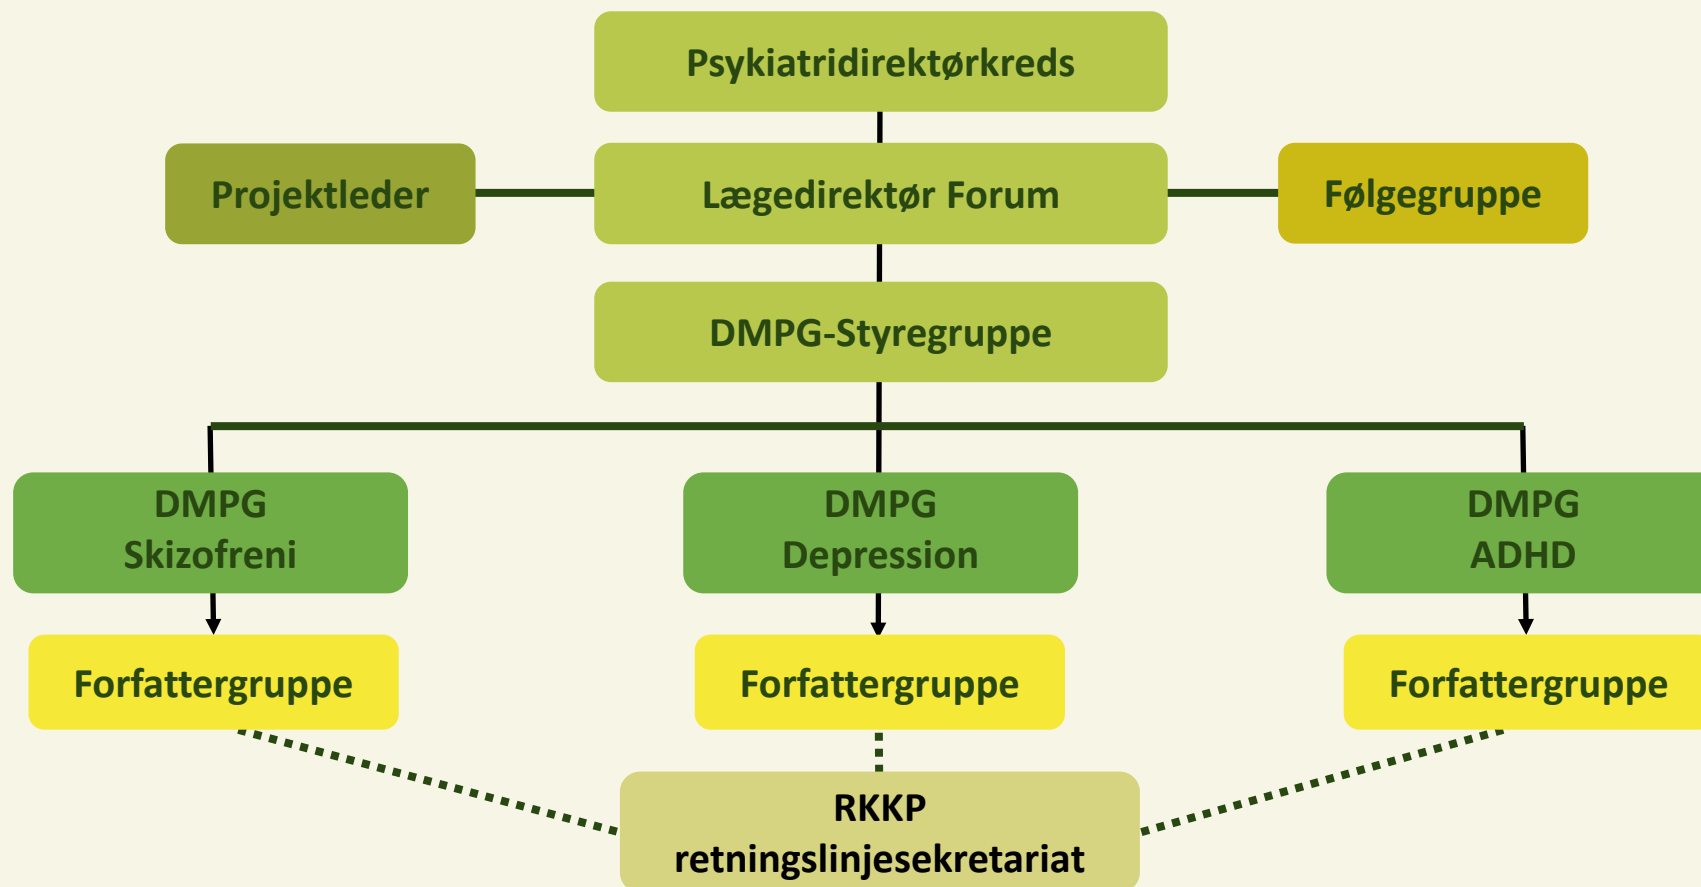 Psykiatridirektørkreds
Projektleder
Lægedirektør Forum
Følgegruppe
DMPG-Styregruppe
DMPG
Skizofreni
DMPG
Depression
DMPG
ADHD
Forfattergruppe
Forfattergruppe
Forfattergruppe
RKKP
retningslinjesekretariat